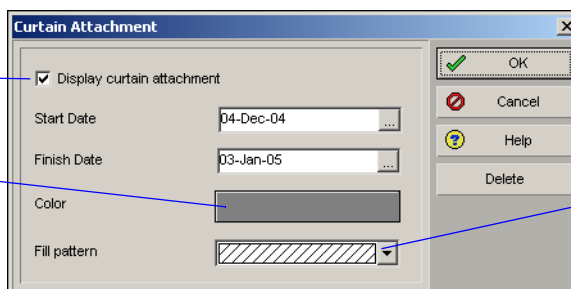 Curtain Attachment
Display curtain attachment
Start Date
04-Dec-04
...
Finish Date
03-Jan-05
...
Color
Fill pattern
OK
Cancel
Help
Delete